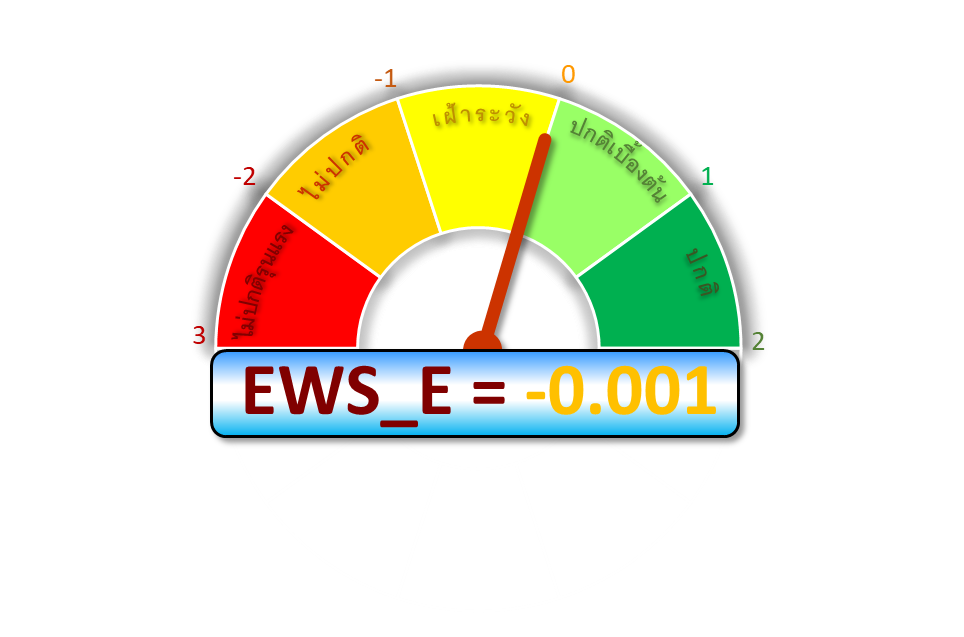 -1
0
-2
1
3
2
ไม่ปกติรุนแรง
ไม่ปกติ
เฝ้าระวัง
ปกติเบื้องต้น
ปกติ
EWS_E = -0.001